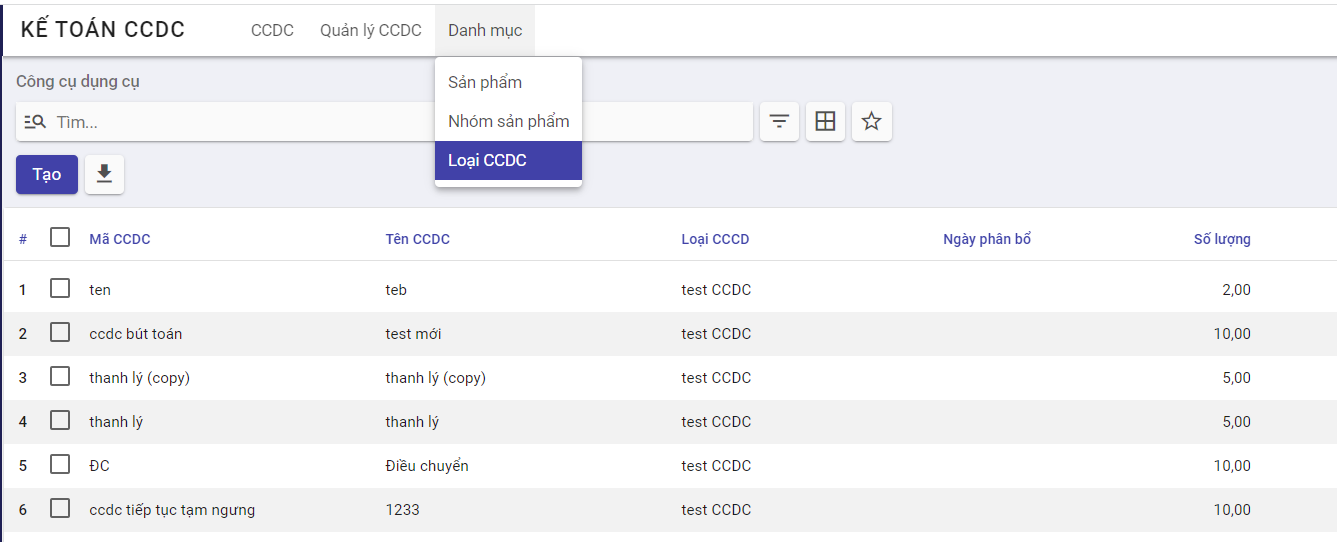 KẾ TOÁN CCDC CCDC Quản lý CCDC Danh mục
Công cụ dụng cụ
Sản phẩm
Tìm...
Nhóm sản phẩm
Loại CCDC
Tạo
# Mã CCDC Tên CCDC Loại CCCD Ngày phân bổ Số lượng
1 ten teb test CCDC 2,00
2 ccdc bút toán test mới test CCDC 10,00
3 thanh lý (copy) thanh lý (copy) test CCDC 5,00
4 thanh lý thanh lý test CCDC 5,00
5 ĐC Điều chuyển test CCDC 10,00
6 ccdc tiếp tục tạm ngưng 1233 test CCDC 10,00